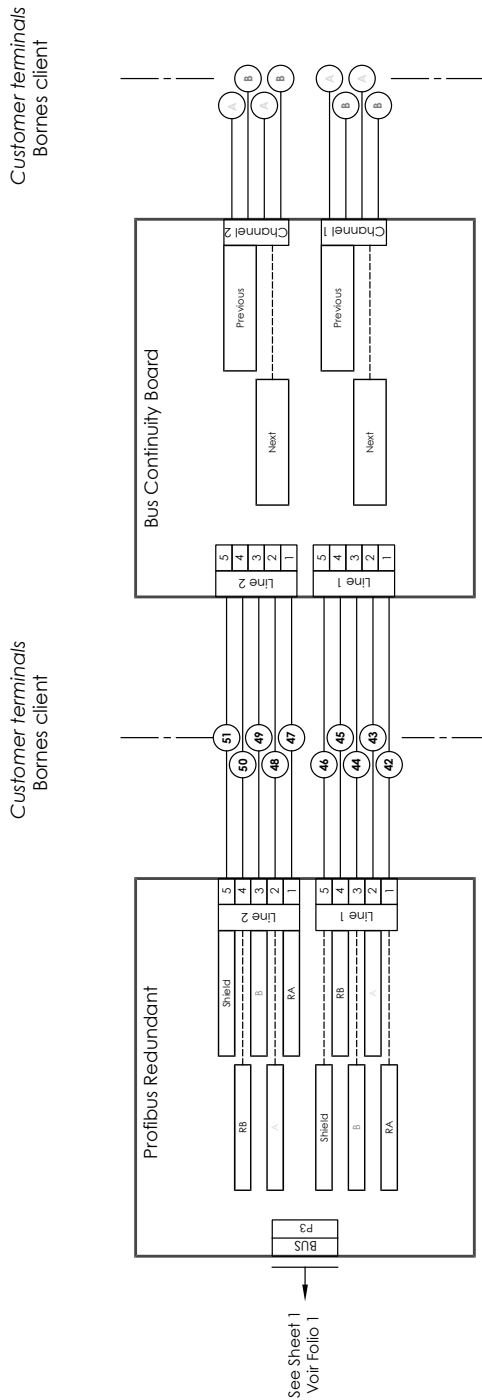 Customer terminals
Bornes client
A
B
A
B
A
B
A
B
Channel 2
Channel 1
Previous
Previous
Next
Next
Bus Continuity Board
5
4
3
2
1
Line 2
5
4
3
2
1
Line 1
Customer terminals
Bornes client
51
50
49
48
47
46
45
44
43
42
5
4
3
2
1
Line 2
5
4
3
2
1
Line 1
Shield
RB
B
A
RA
Shield
RB
B
A
RA
Profibus Redundant
P3
BUS
See Sheet 1
Voir Folio 1